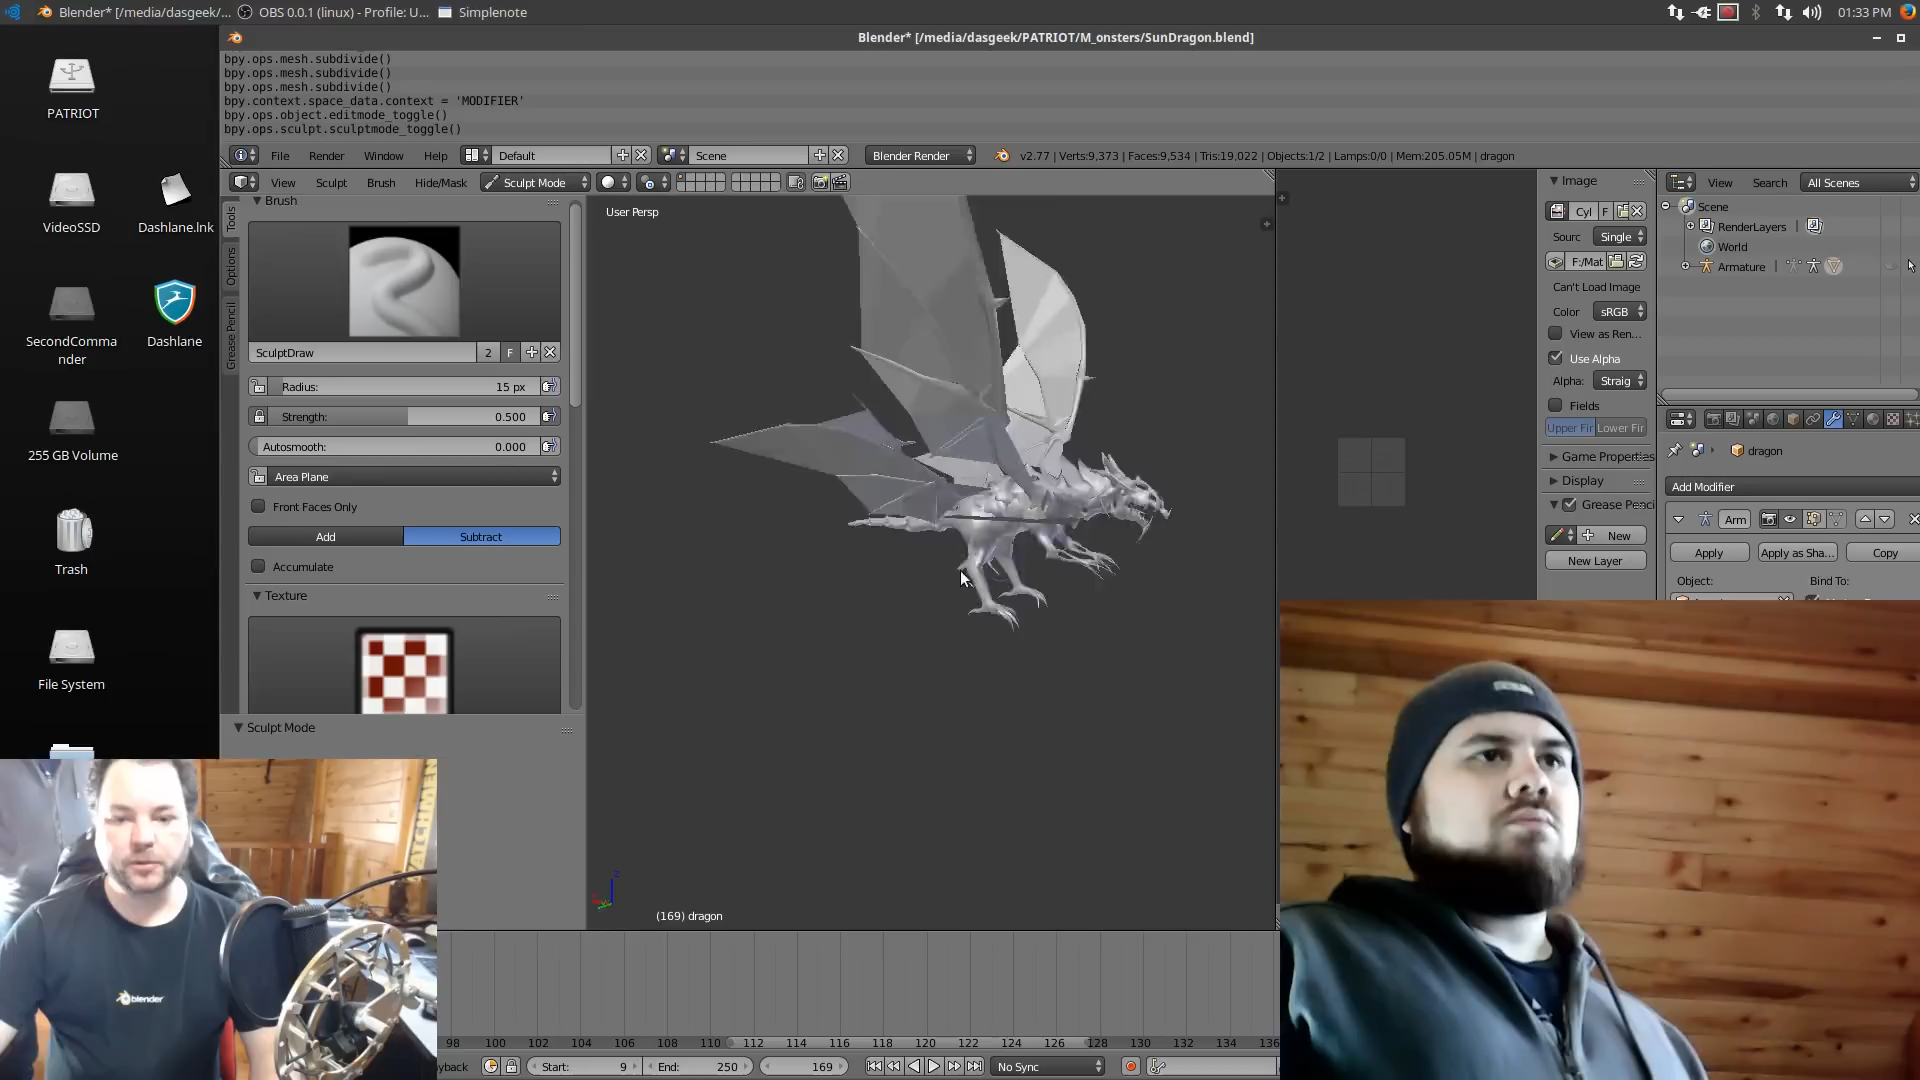 Blender* [/media/dasgeek/...
OBS 0.0.1 (linux) - Profile: U...
Simplenote
01:33 PM
Blender* [/media/dasgeek/PATRIOT/M_onsters/SunDragon.blend]
bpy.ops.mesh.subdivide()
bpy.ops.mesh.subdivide()
bpy.ops.mesh.subdivide()
bpy.context.space_data.context = 'MODIFIER'
bpy.ops.object.editmode_toggle()
bpy.ops.sculpt.sculptmode_toggle()
File Render Window Help Default Scene Blender Render v2.77 | Verts:9,373 | Faces:9,534 | Tris:19,022 | Objects:1/2 | Lamps:0/0 | Mem:205.05M | dragon
View Sculpt Brush Hide/Mask Sculpt Mode
PATRIOT
VideoSSD
Dashlane.lnk
SecondComma
nder
Dashlane
255 GB Volume
Trash
File System
Tools
Options
Grease Pencil
Brush
SculptDraw 2 F
Radius: 15 px
Strength: 0.500
Autosmooth: 0.000
Area Plane
Front Faces Only
Add Subtract
Accumulate
Texture
Sculpt Mode
User Persp
(169) dragon
Image
Cyl F
Sourc Single
F:/Mat
Can't Load Image
Color sRGB
View as Ren...
Use Alpha
Alpha: Straig
Fields
Upper Fir Lower Fir
Game Properties
Display
Grease Penci
New
New Layer
View Search All Scenes
Scene
RenderLayers
World
Armature
dragon
Add Modifier
Arm
Apply Apply as Sha... Copy
Object: Bind To:
blender
98 100 102 104 106 108 110 112 114 116 118 120 122 124 126 128 130 132 134 136
yback Start: 9 End: 250 169 No Sync